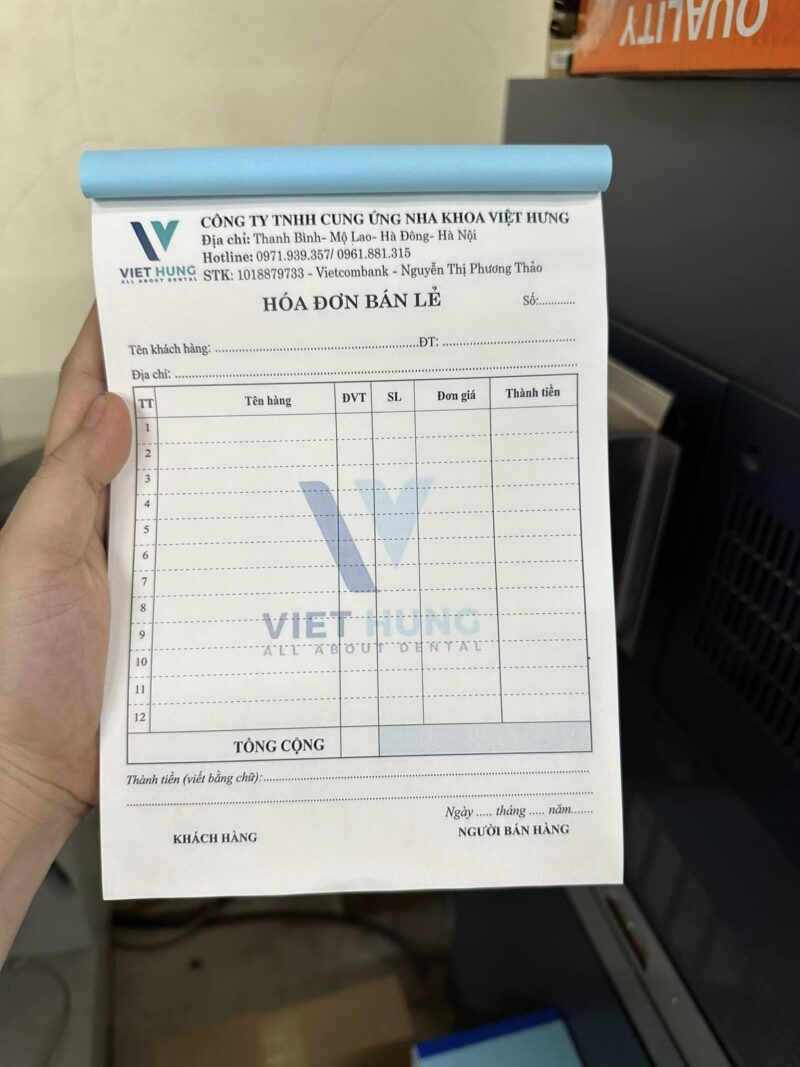 QUALITY
CÔNG TY TNHH CUNG ỨNG NHA KHOA VIỆT HƯNG
Địa chỉ: Thanh Bình- Mộ Lao- Hà Đông- Hà Nội
Hotline: 0971.939.357/ 0961.881.315
STK: 1018879733 - Vietcombank - Nguyễn Thị Phương Thảo
VIET HUNG
ALL ABOUT DENTAL
HÓA ĐƠN BÁN LẺ
Số:............
Tên khách hàng: ..........................................................ĐT: ......................................
Địa chỉ: ....................................................................................................................
TT Tên hàng ĐVT SL Đơn giá Thành tiền
1
2
3
4
5
6
7
8
9
10
11
12
VIET HUNG
ALL ABOUT DENTAL
TỔNG CỘNG
Thành tiền (viết bằng chữ):..........................................................................................
..........................................................................................
Ngày ..... tháng ..... năm.......
KHÁCH HÀNG NGƯỜI BÁN HÀNG